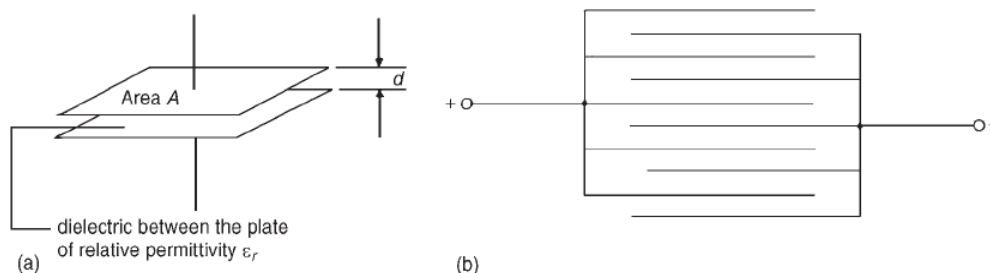 Area A
d
dielectric between the plate
of relative permittivity εr
(a)
+
(b)